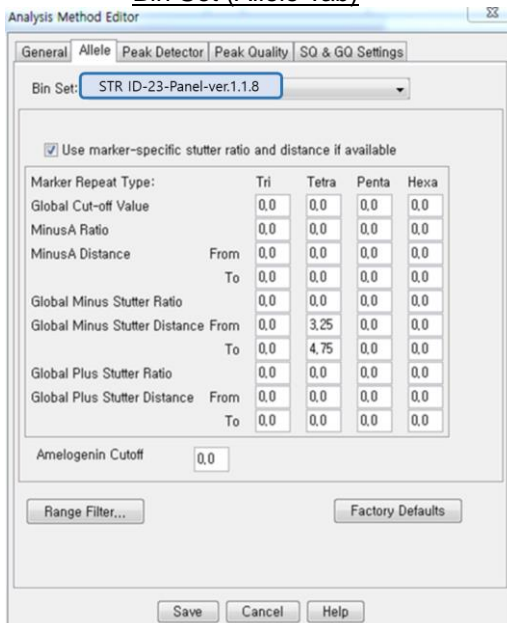 Bin Set (Allele Tab)
Analysis Method Editor
General Allele Peak Detector Peak Quality SQ & GQ Settings
Bin Set: STR ID-23-Panel-ver.1.1.8
Use marker-specific stutter ratio and distance if available
Marker Repeat Type: Tri Tetra Penta Hexa
Global Cut-off Value 0,0 0,0 0,0 0,0
MinusA Ratio 0,0 0,0 0,0 0,0
MinusA Distance From 0,0 0,0 0,0 0,0
To 0,0 0,0 0,0 0,0
Global Minus Stutter Ratio 0,0 0,0 0,0 0,0
Global Minus Stutter Distance From 0,0 3,25 0,0 0,0
To 0,0 4,75 0,0 0,0
Global Plus Stutter Ratio 0,0 0,0 0,0 0,0
Global Plus Stutter Distance From 0,0 0,0 0,0 0,0
To 0,0 0,0 0,0 0,0
Amelogenin Cutoff 0,0
Range Filter... Factory Defaults
Save Cancel Help